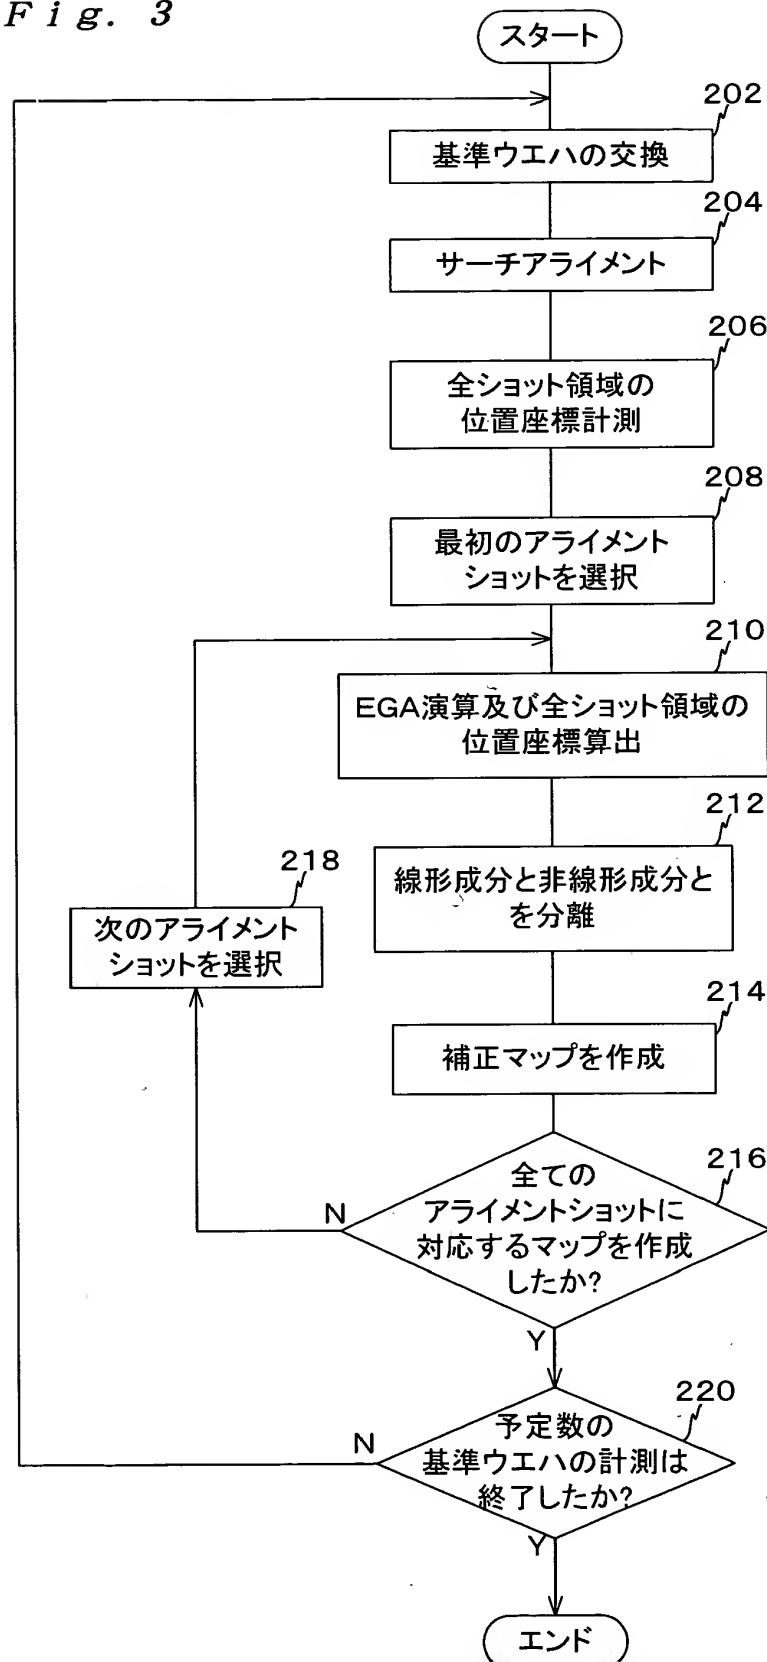 Fig. 3
スタート
202
基準ウエハの交換
204
サーチアライメント
206
全ショット領域の
位置座標計測
208
最初のアライメント
ショットを選択
210
EGA演算及び全ショット領域の
位置座標算出
212
線形成分と非線形成分と
を分離
218
次のアライメント
ショットを選択
214
補正マップを作成
216
全ての
アライメントショットに
対応するマップを作成
したか?
N
Y
220
予定数の
基準ウエハの計測は
終了したか?
N
Y
エンド